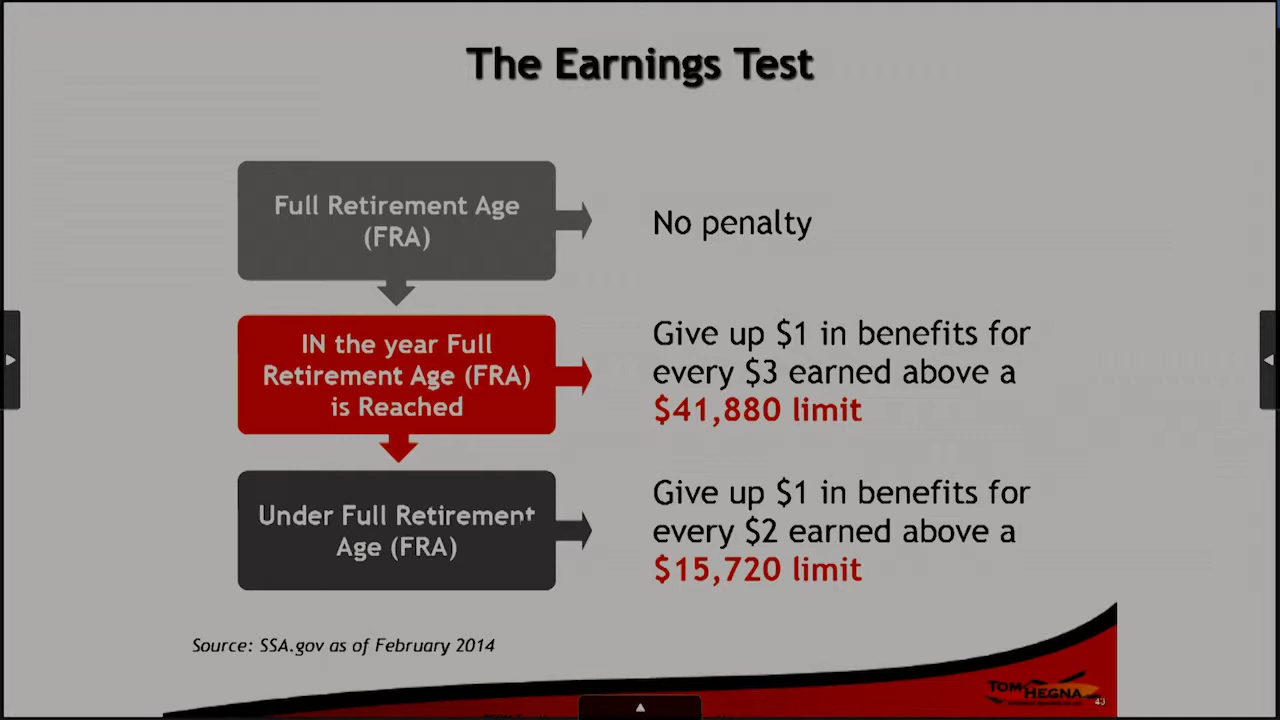 The Earnings Test
Full Retirement Age
(FRA)
No penalty
IN the year Full
Retirement Age (FRA)
is Reached
Give up $1 in benefits for
every $3 earned above a
$41,880 limit
Under Full Retirement
Age (FRA)
Give up $1 in benefits for
every $2 earned above a
$15,720 limit
Source: SSA.gov as of February 2014
TOM HEGNA
43